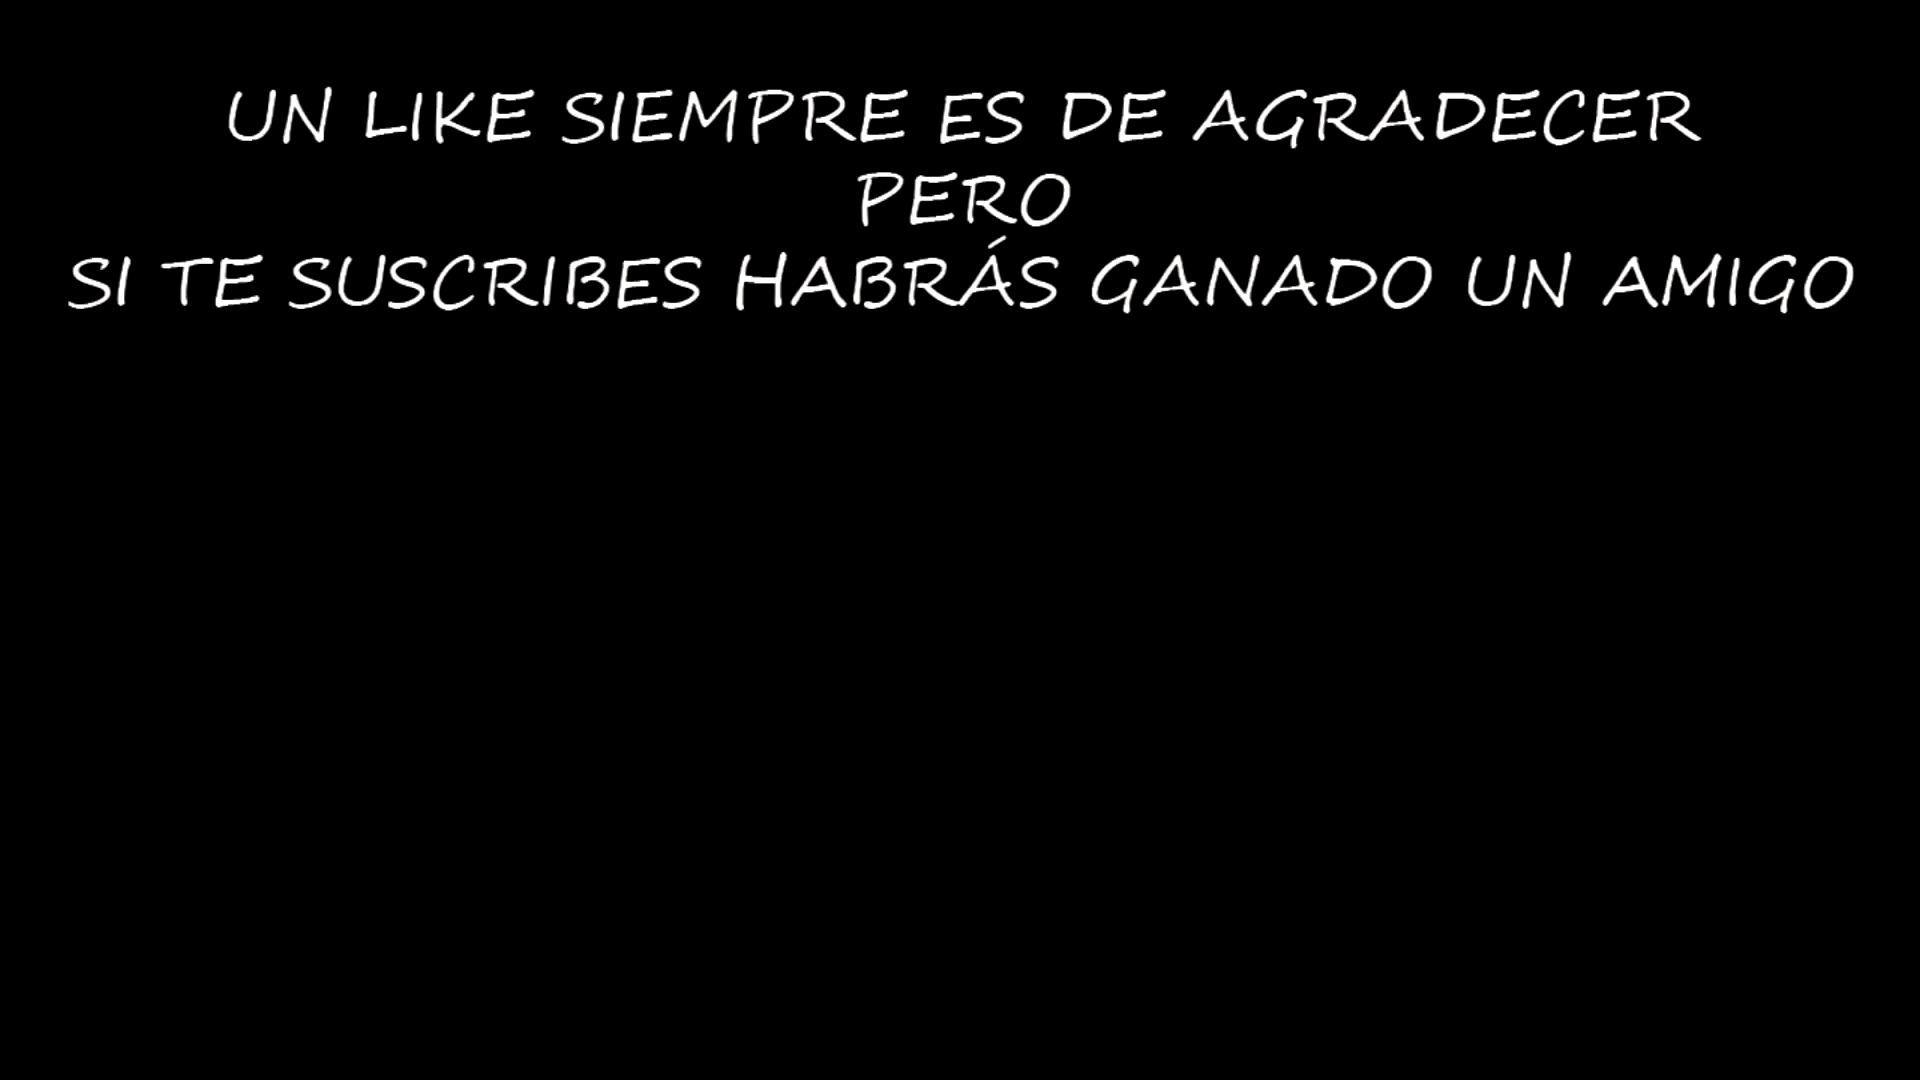 UN LIKE SIEMPRE ES DE AGRADECER
PERO
SI TE SUSCRIBES HABRÁS GANADO UN AMIGO